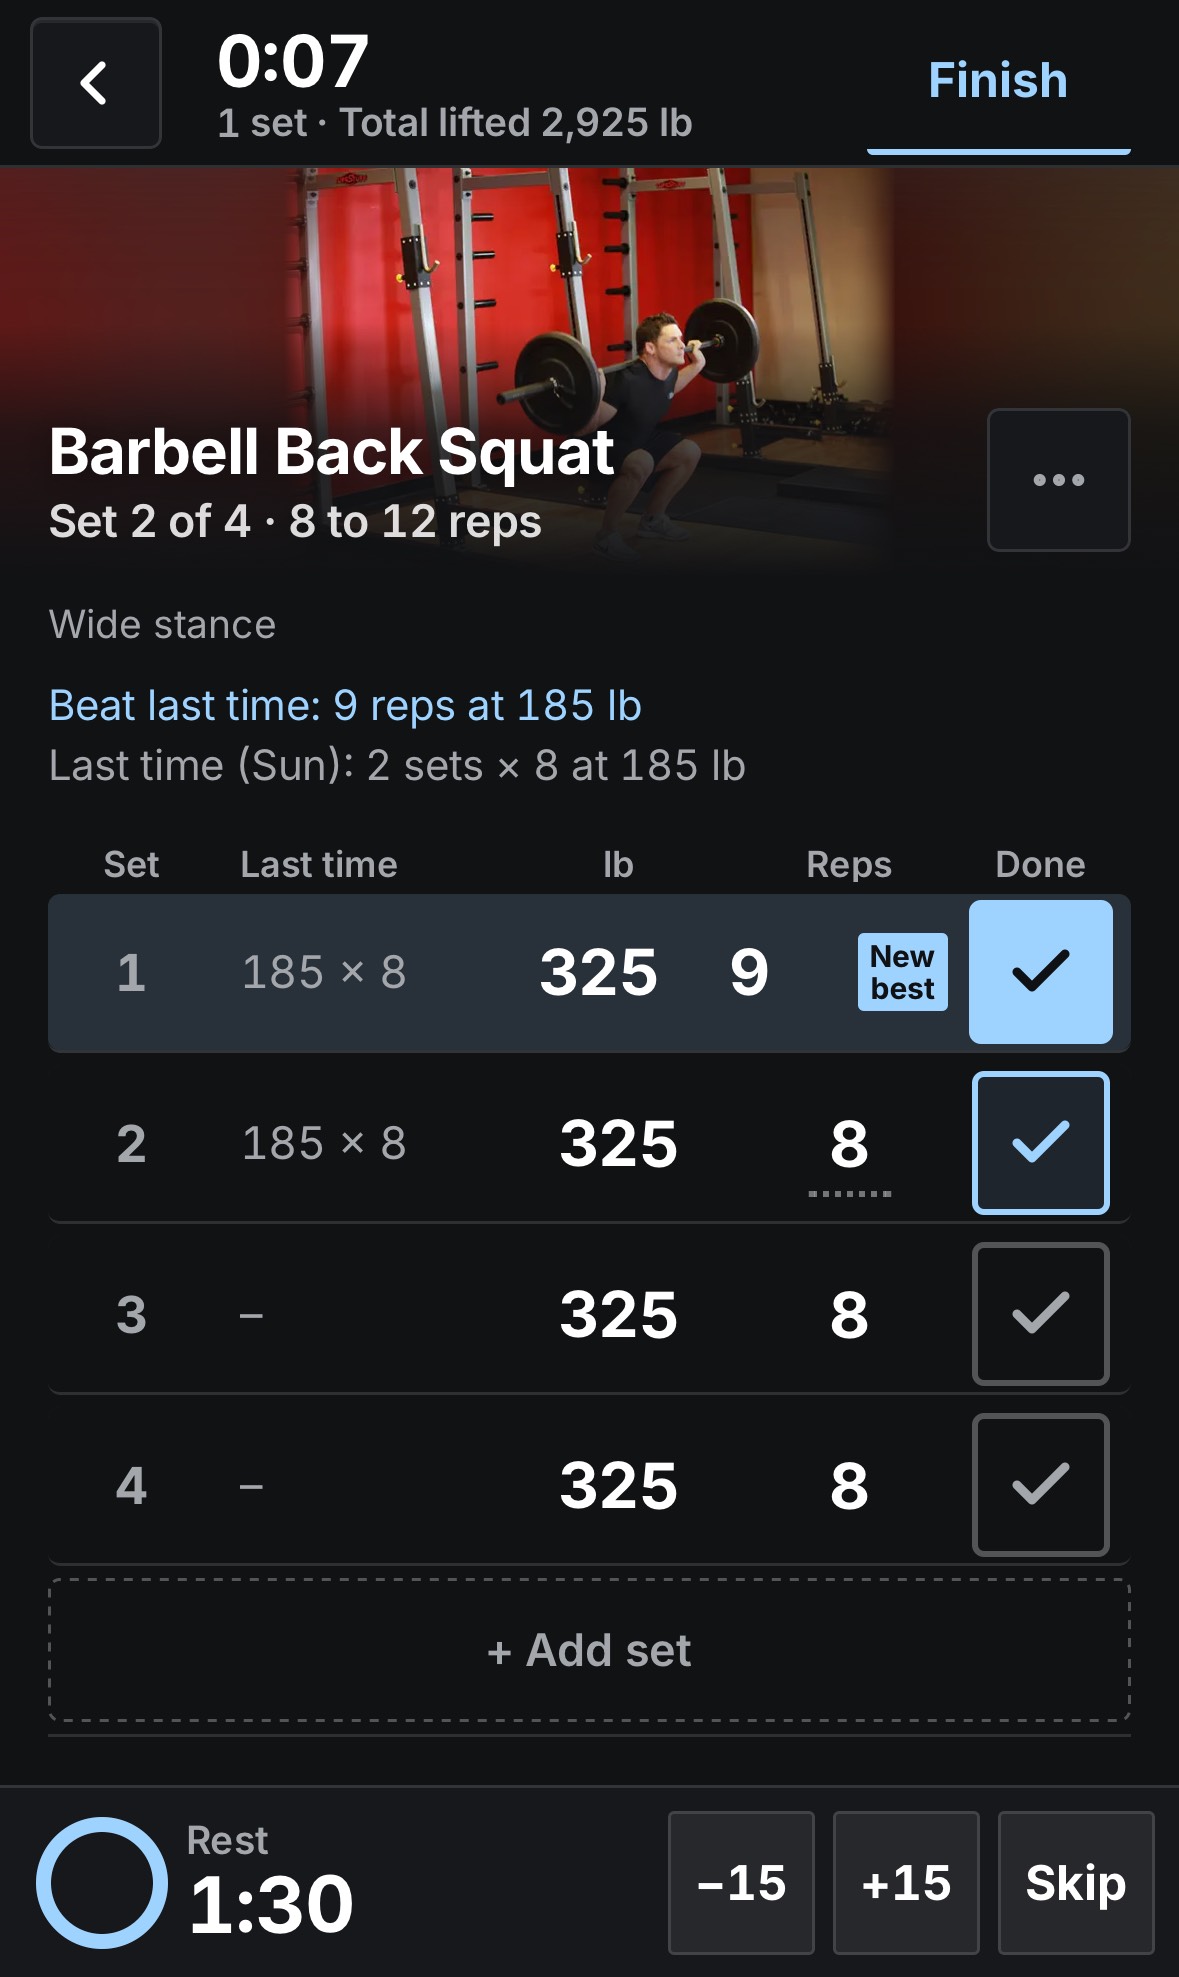 0:07
1 set · Total lifted 2,925 lb
Finish
Barbell Back Squat
Set 2 of 4 · 8 to 12 reps
Wide stance
Beat last time: 9 reps at 185 lb
Last time (Sun): 2 sets × 8 at 185 lb
Set Last time lb Reps Done
1 185 × 8 325 9 New best
2 185 × 8 325 8
3 – 325 8
4 – 325 8
+ Add set
Rest
1:30
−15 +15 Skip